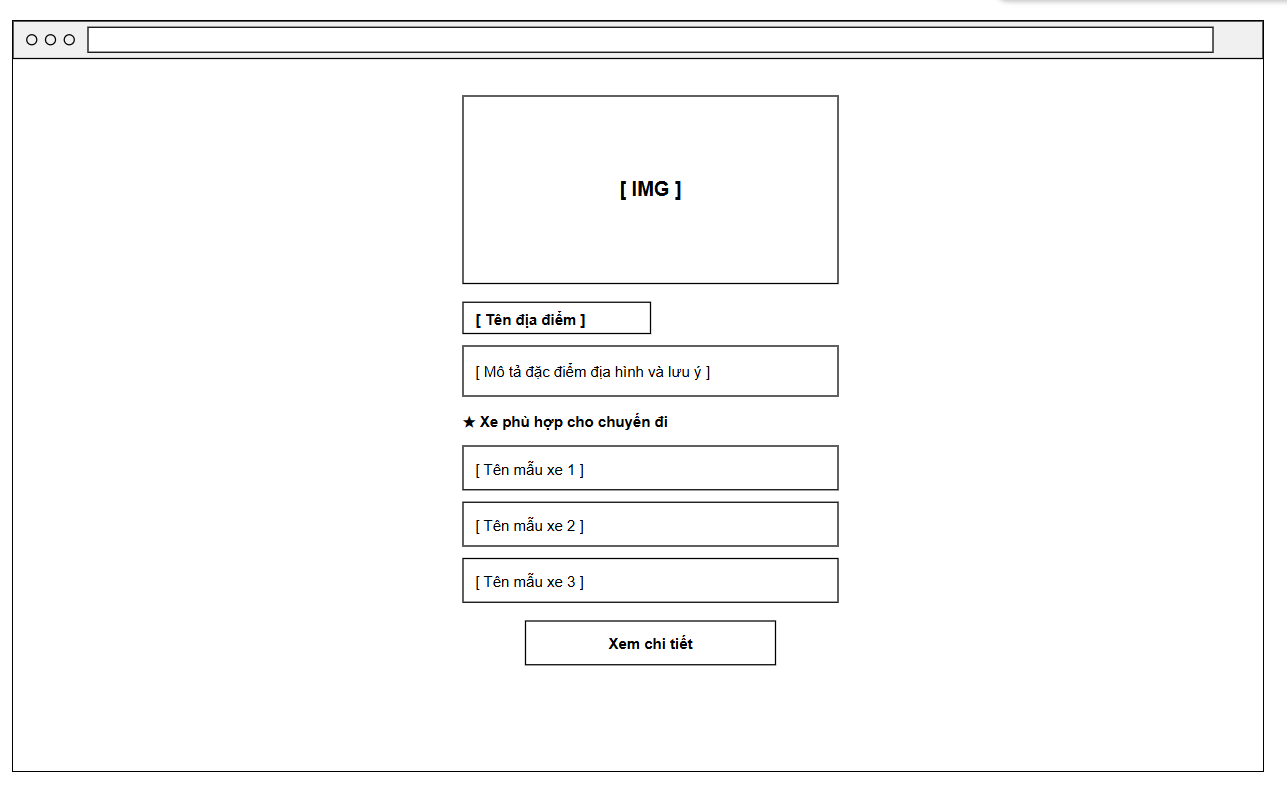 [ IMG ]
[ Tên địa điểm ]
[ Mô tả đặc điểm địa hình và lưu ý ]
★ Xe phù hợp cho chuyến đi
[ Tên mẫu xe 1 ]
[ Tên mẫu xe 2 ]
[ Tên mẫu xe 3 ]
Xem chi tiết